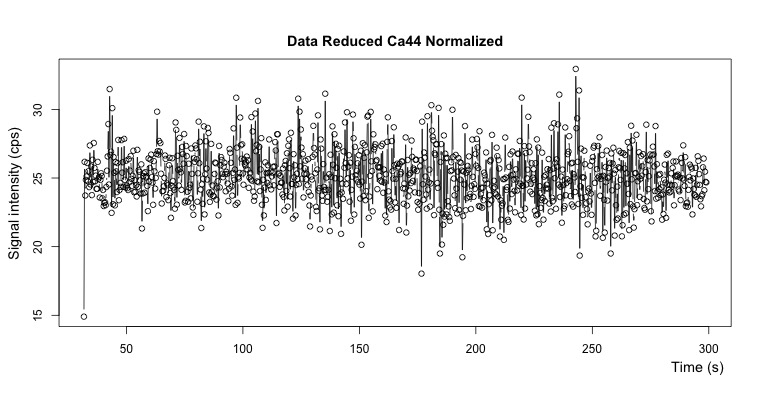 Data Reduced Ca44 Normalized
Signal intensity (cps)
30
25
20
15
50 100 150 200 250 300
Time (s)